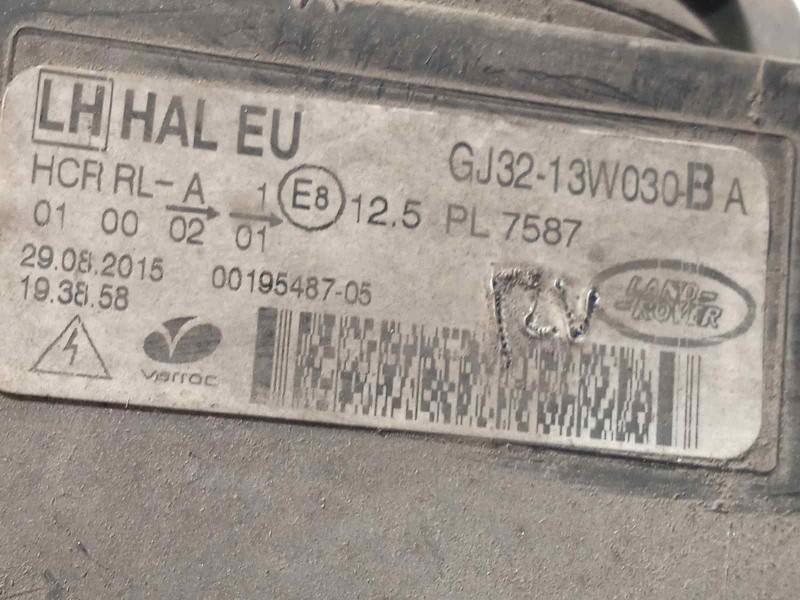 LH HAL EU
GJ32-13W030-B A
HCR RL-A 1 E8 12.5 PL 7587
01 00 02 01
29.08.2015 00195487-05
19.38.58
LAND-
-ROVER
varroc